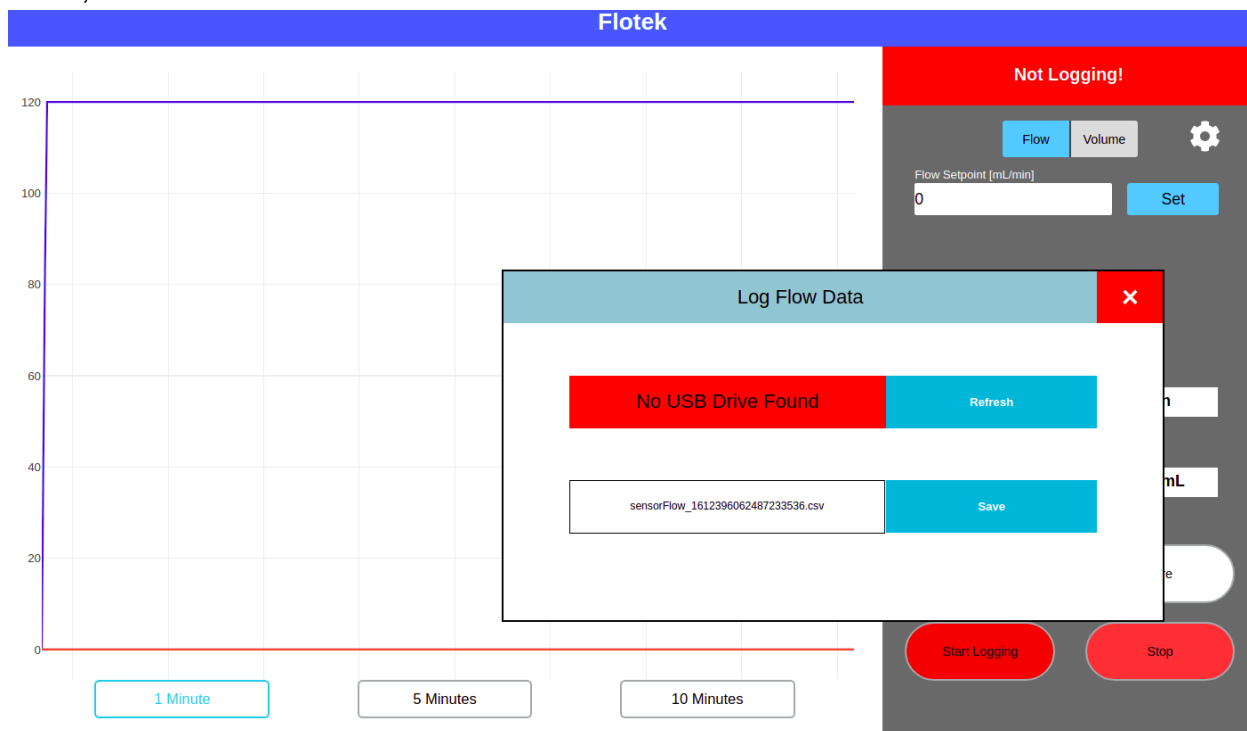 Flotek
Not Logging!
120
100
80
60
40
20
0
Flow Volume
Flow Setpoint [mL/min]
0 Set
Log Flow Data ×
No USB Drive Found Refresh
sensorFlow_1612396062487233536.csv Save
mL
Start Logging Stop
1 Minute 5 Minutes 10 Minutes